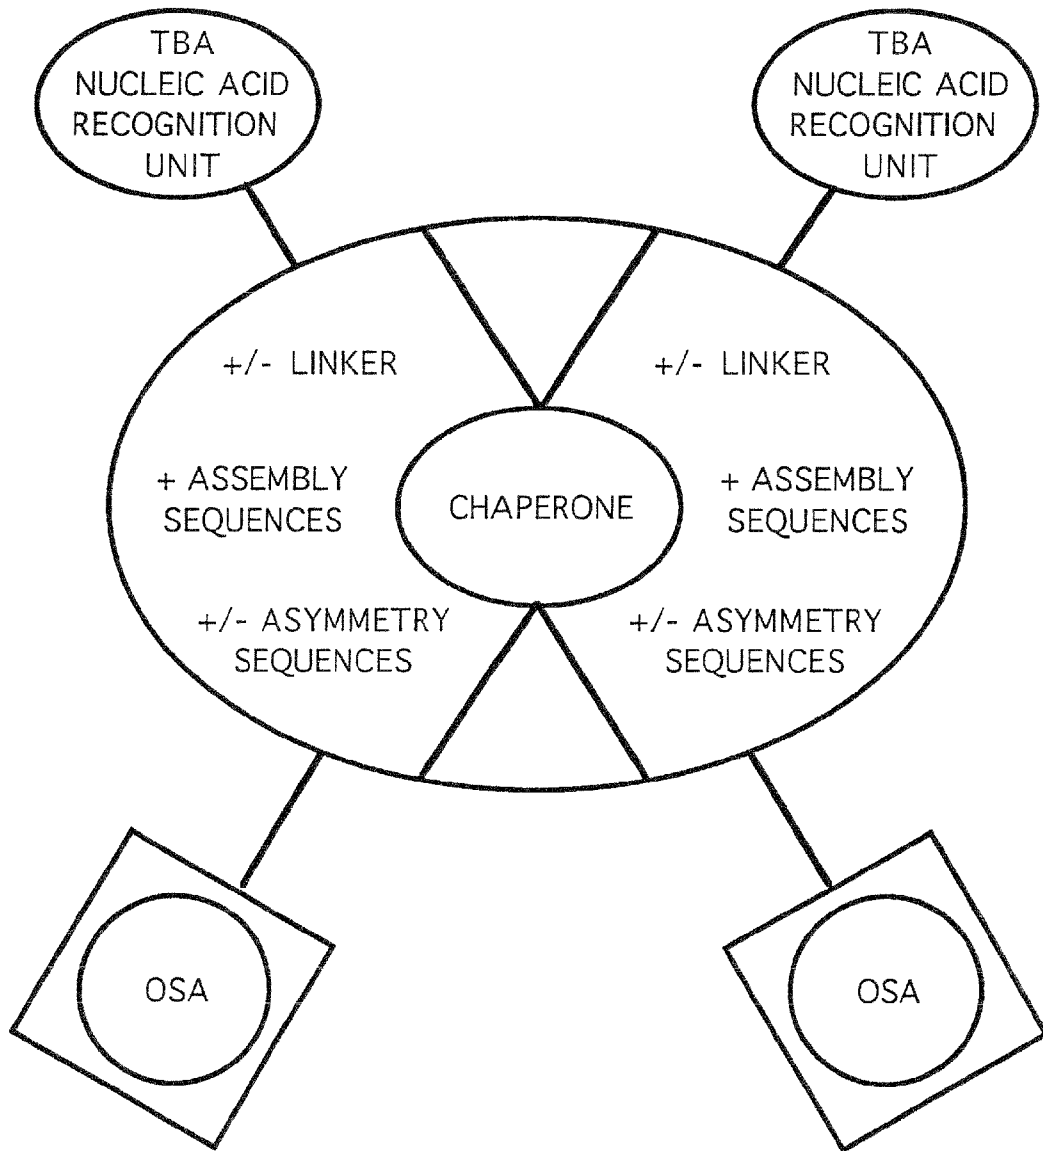 TBA
NUCLEIC ACID
RECOGNITION
UNIT
TBA
NUCLEIC ACID
RECOGNITION
UNIT
+/- LINKER
+/- LINKER
+ ASSEMBLY
SEQUENCES
CHAPERONE
+ ASSEMBLY
SEQUENCES
+/- ASYMMETRY
SEQUENCES
+/- ASYMMETRY
SEQUENCES
OSA
OSA